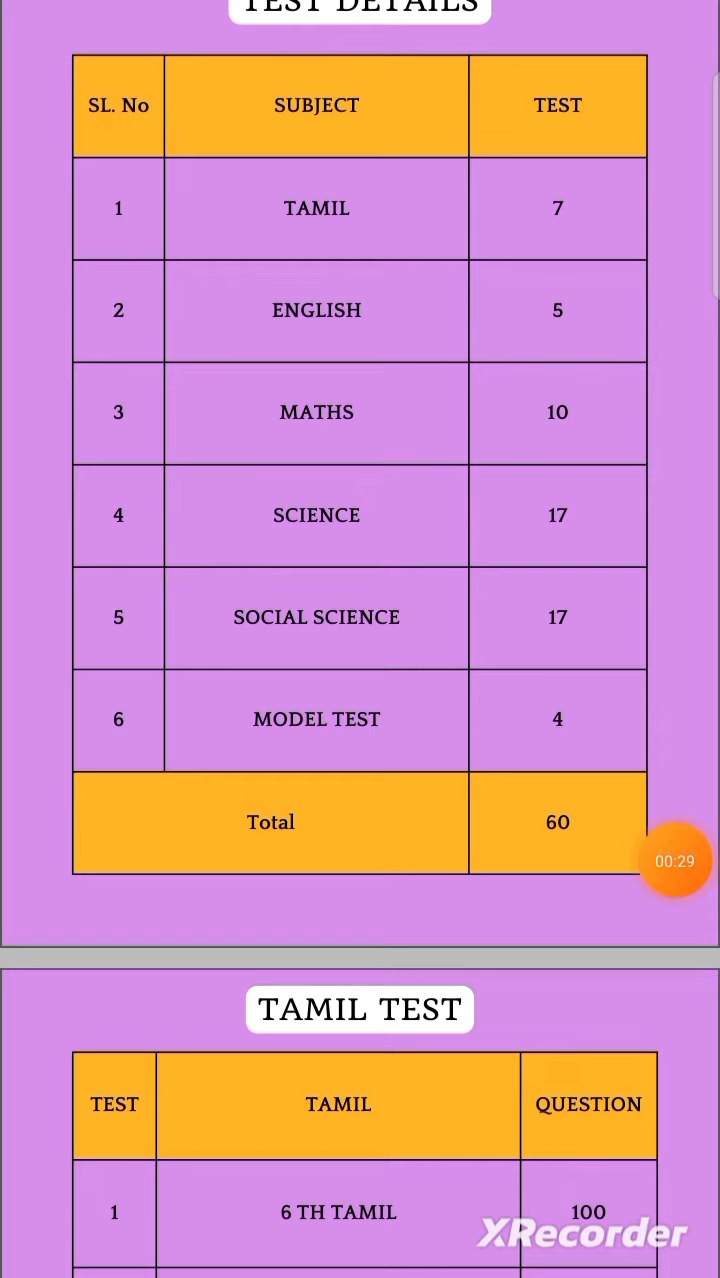 TEST DETAILS
SL. No SUBJECT TEST
1 TAMIL 7
2 ENGLISH 5
3 MATHS 10
4 SCIENCE 17
5 SOCIAL SCIENCE 17
6 MODEL TEST 4
Total 60
00:29
TAMIL TEST
TEST TAMIL QUESTION
1 6 TH TAMIL 100
XRecorder